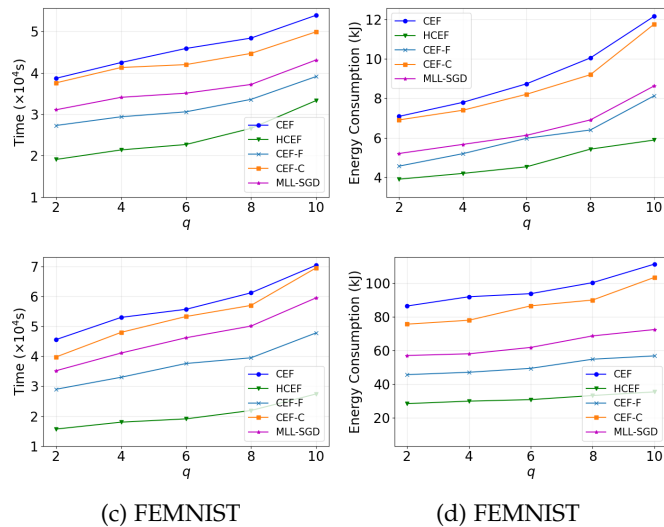 Time (×10⁴s)
5
4
3
2
1
CEF
HCEF
CEF-F
CEF-C
MLL-SGD
2 4 6 8 10
q
Energy Consumption (kJ)
12
10
8
6
4
CEF
HCEF
CEF-F
CEF-C
MLL-SGD
2 4 6 8 10
q
Time (×10⁴s)
7
6
5
4
3
2
1
CEF
HCEF
CEF-F
CEF-C
MLL-SGD
2 4 6 8 10
q
Energy Consumption (kJ)
100
80
60
40
20
CEF
HCEF
CEF-F
CEF-C
MLL-SGD
2 4 6 8 10
q
(c) FEMNIST
(d) FEMNIST